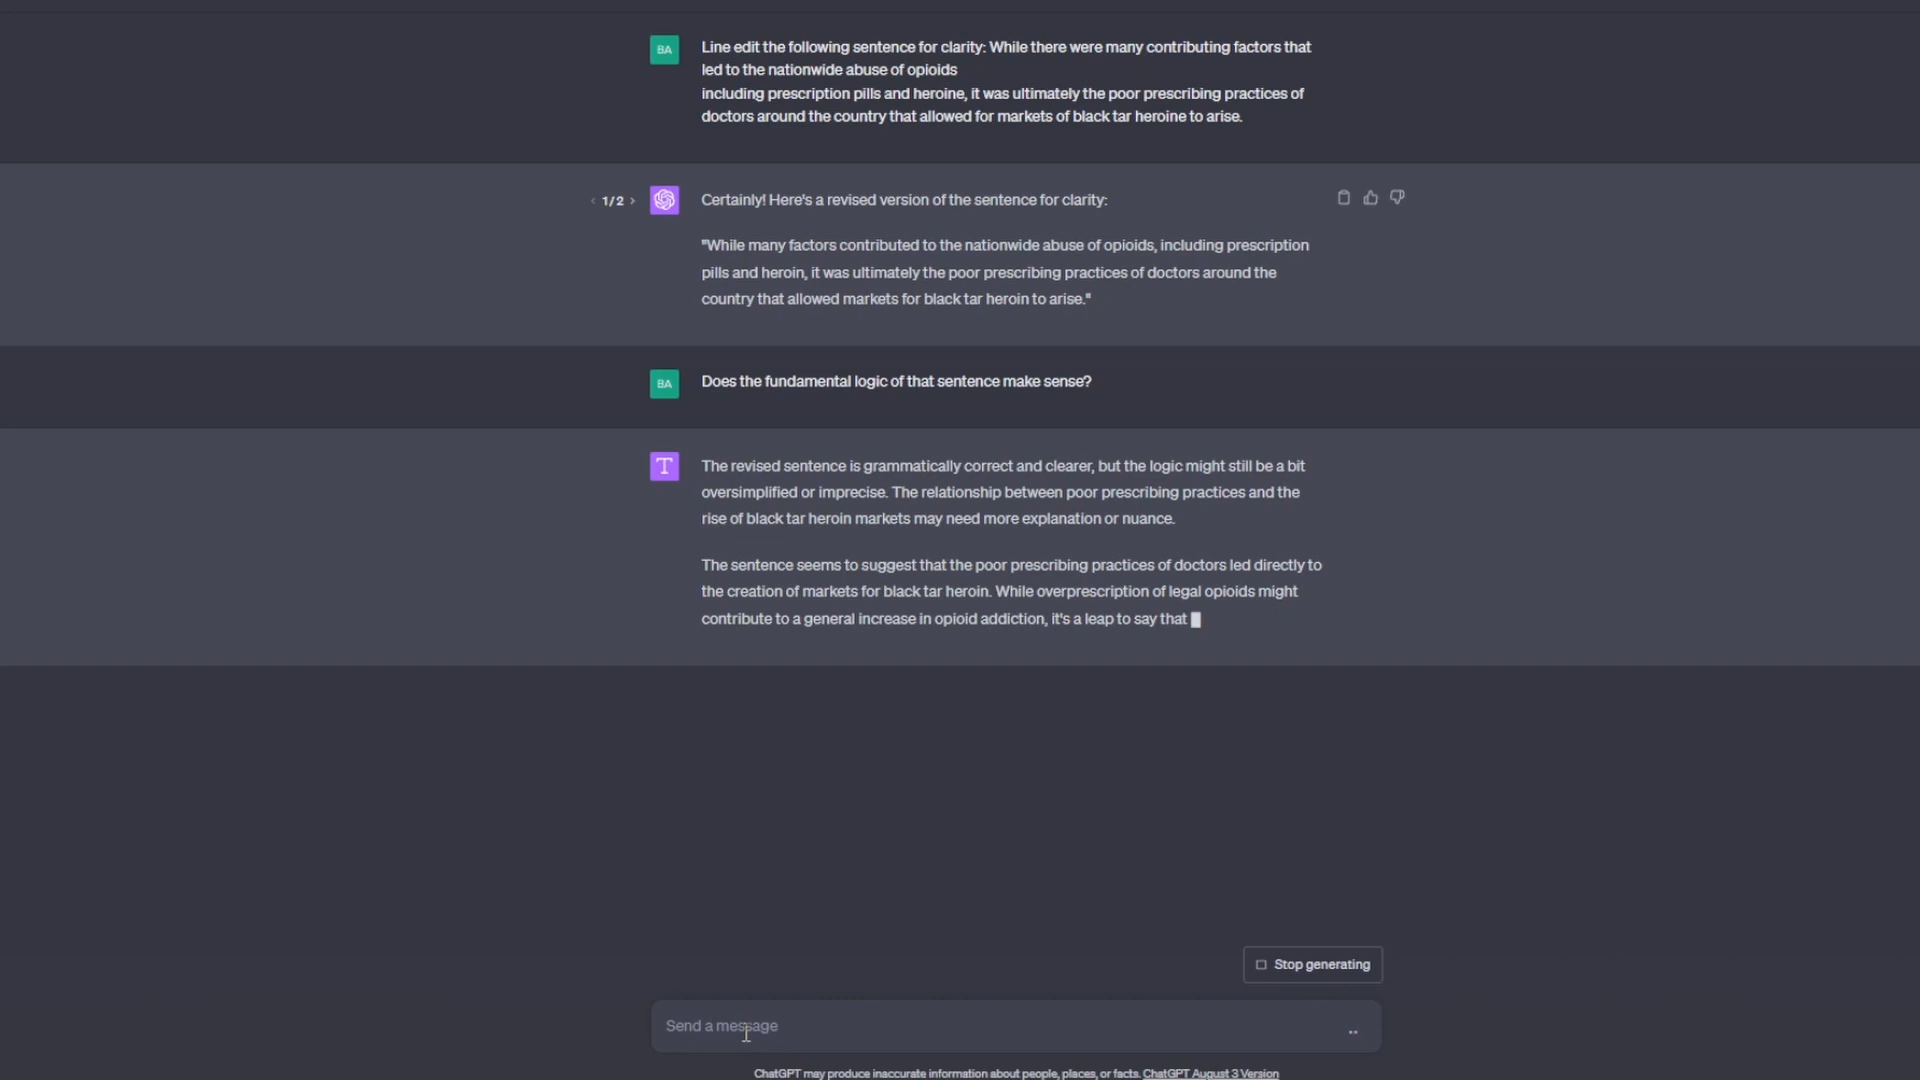 BA
Line edit the following sentence for clarity: While there were many contributing factors that
led to the nationwide abuse of opioids
including prescription pills and heroine, it was ultimately the poor prescribing practices of
doctors around the country that allowed for markets of black tar heroine to arise.
1/2
Certainly! Here's a revised version of the sentence for clarity:
"While many factors contributed to the nationwide abuse of opioids, including prescription
pills and heroin, it was ultimately the poor prescribing practices of doctors around the
country that allowed markets for black tar heroin to arise."
BA
Does the fundamental logic of that sentence make sense?
T
The revised sentence is grammatically correct and clearer, but the logic might still be a bit
oversimplified or imprecise. The relationship between poor prescribing practices and the
rise of black tar heroin markets may need more explanation or nuance.
The sentence seems to suggest that the poor prescribing practices of doctors led directly to
the creation of markets for black tar heroin. While overprescription of legal opioids might
contribute to a general increase in opioid addiction, it's a leap to say that
Stop generating
Send a message
ChatGPT may produce inaccurate information about people, places, or facts. ChatGPT August 3 Version